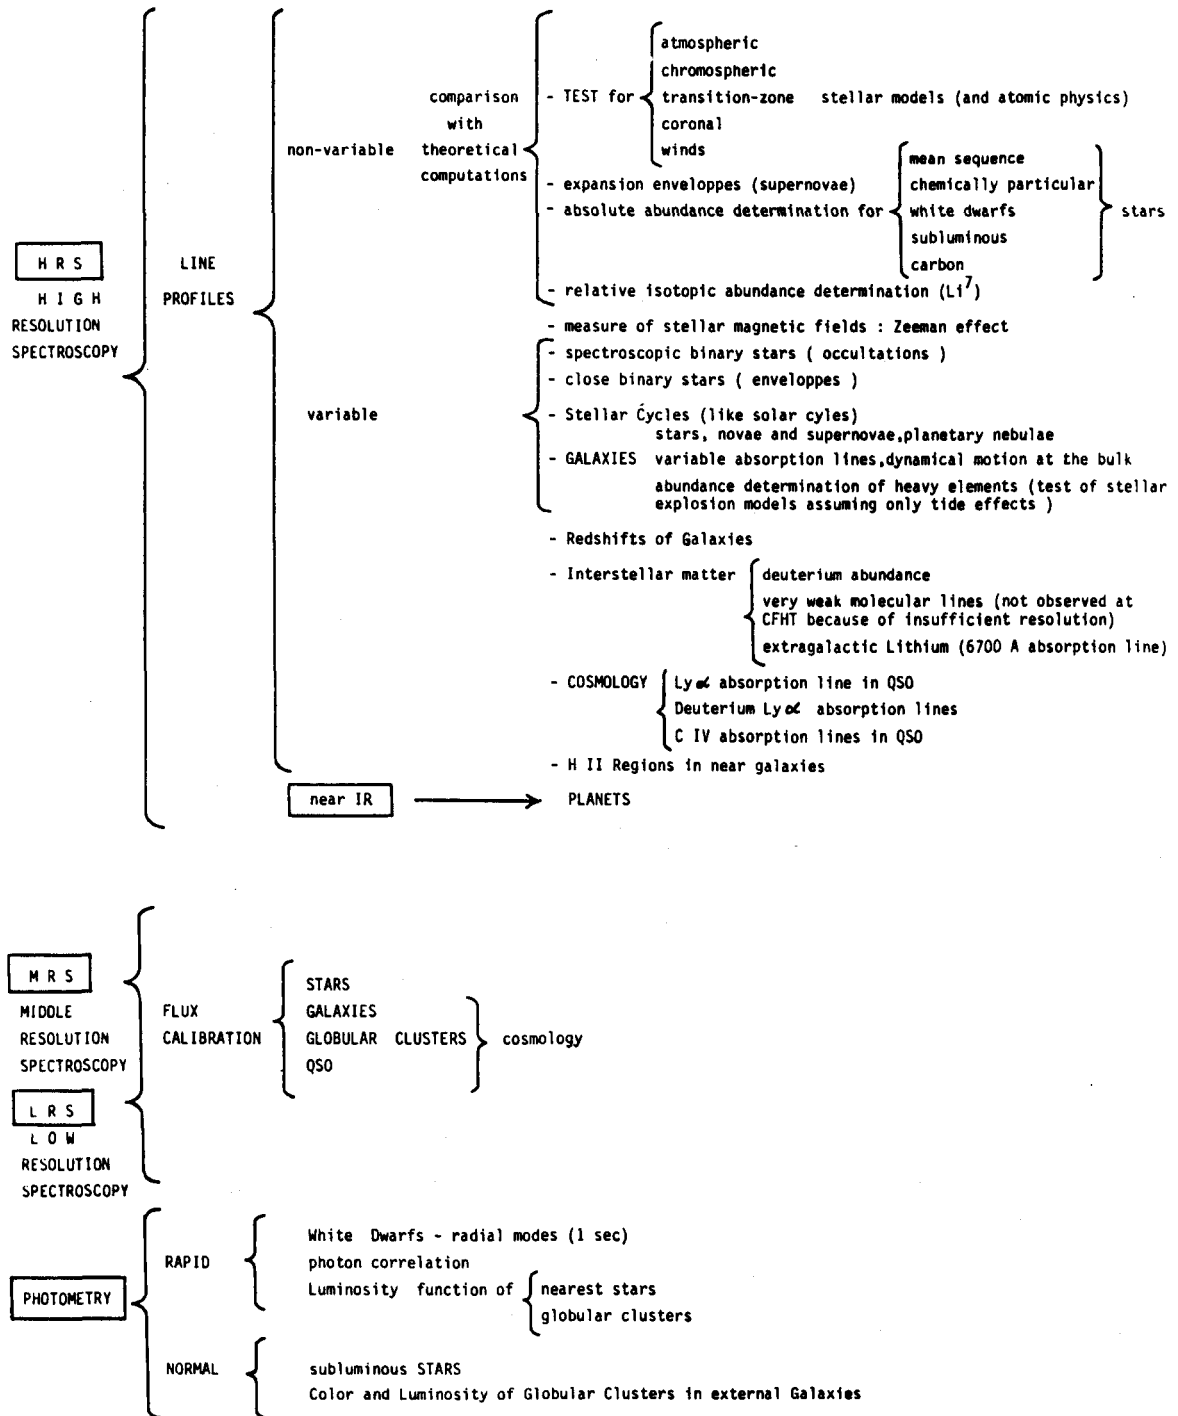 atmospheric
chromospheric
comparison - TEST for transition-zone stellar models (and atomic physics)
with coronal
non-variable theoretical winds
computations mean sequence
- expansion enveloppes (supernovae) chemically particular
- absolute abundance determination for white dwarfs stars
subluminous
carbon
H R S LINE
H I G H PROFILES
RESOLUTION
SPECTROSCOPY
- relative isotopic abundance determination (Li7)
- measure of stellar magnetic fields : Zeeman effect
- spectroscopic binary stars ( occultations )
- close binary stars ( enveloppes )
variable - Stellar Cycles (like solar cyles)
stars, novae and supernovae,planetary nebulae
- GALAXIES variable absorption lines,dynamical motion at the bulk
abundance determination of heavy elements (test of stellar
explosion models assuming only tide effects )
- Redshifts of Galaxies
- Interstellar matter deuterium abundance
very weak molecular lines (not observed at
CFHT because of insufficient resolution)
extragalactic Lithium (6700 A absorption line)
- COSMOLOGY Ly α absorption line in QSO
Deuterium Ly α absorption lines
C IV absorption lines in QSO
- H II Regions in near galaxies
near IR PLANETS
M R S STARS
MIDDLE FLUX GALAXIES
RESOLUTION CALIBRATION GLOBULAR CLUSTERS cosmology
SPECTROSCOPY QSO
L R S
L O W
RESOLUTION
SPECTROSCOPY
White Dwarfs - radial modes (1 sec)
RAPID photon correlation
PHOTOMETRY Luminosity function of nearest stars
globular clusters
NORMAL subluminous STARS
Color and Luminosity of Globular Clusters in external Galaxies